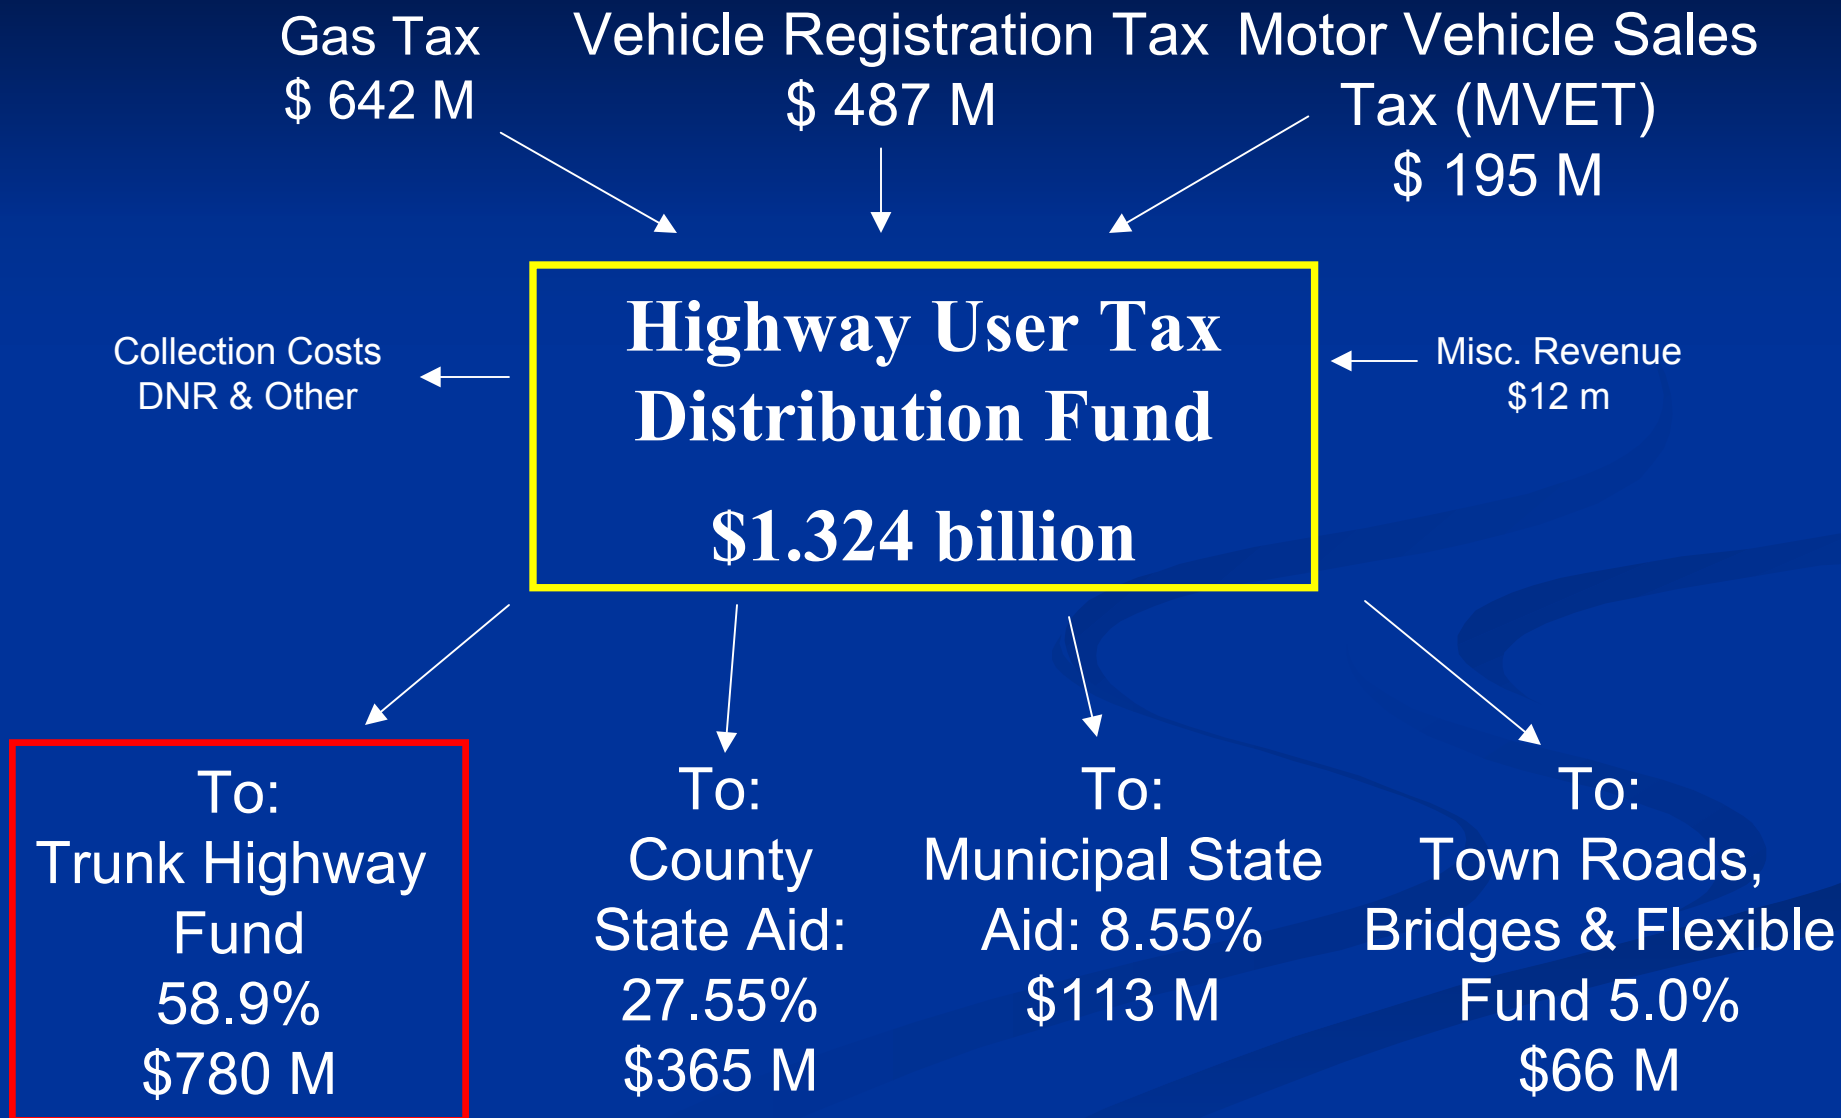 Gas Tax
$ 642 M
Vehicle Registration Tax
$ 487 M
Motor Vehicle Sales
Tax (MVET)
$ 195 M
Collection Costs
DNR & Other
Highway User Tax
Distribution Fund
$1.324 billion
Misc. Revenue
$12 m
To:
Trunk Highway
Fund
58.9%
$780 M
To:
County
State Aid:
27.55%
$365 M
To:
Municipal State
Aid: 8.55%
$113 M
To:
Town Roads,
Bridges & Flexible
Fund 5.0%
$66 M